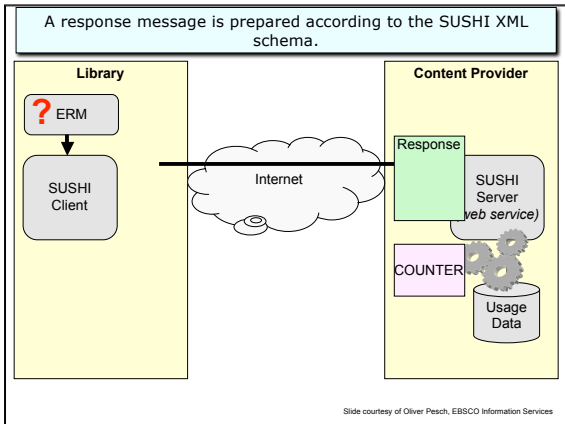 A response message is prepared according to the SUSHI XML
schema.
Library
Content Provider
? ERM
Response
Internet
SUSHI
Client
SUSHI
Server
(web service)
COUNTER
Usage
Data
Slide courtesy of Oliver Pesch, EBSCO Information Services